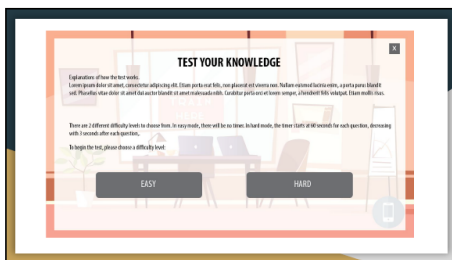 X
TEST YOUR KNOWLEDGE
Explanations of how the test works.
Lorem ipsum dolor sit amet, consectetur adipiscing elit. Etiam porta erat felis, non placerat est viverra non. Nullam euismod lacinia enim, a porta purus blandit
sed. Phasellus vitae dolor sit amet dui auctor blandit sit amet malesuada nibh. Curabitur porta orci et lorem semper, a hendrerit felis volutpat. Etiam mollis risus.
There are 2 different difficulty levels to choose from. In easy mode, there will be no timer. In hard mode, the timer starts at 60 seconds for each question, decreasing
with 3 seconds after each question.
To begin the test, please choose a difficulty level:
EASY
HARD